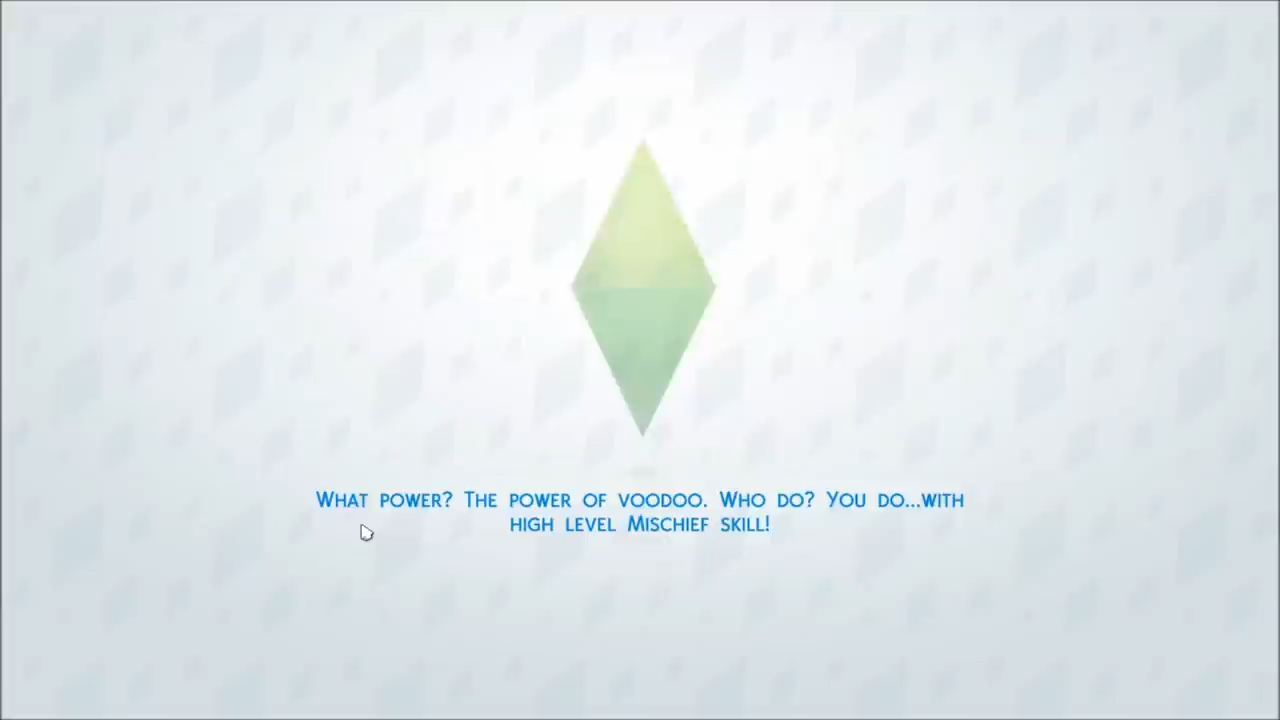 What power? The power of voodoo. Who do? You do...with
high level Mischief skill!